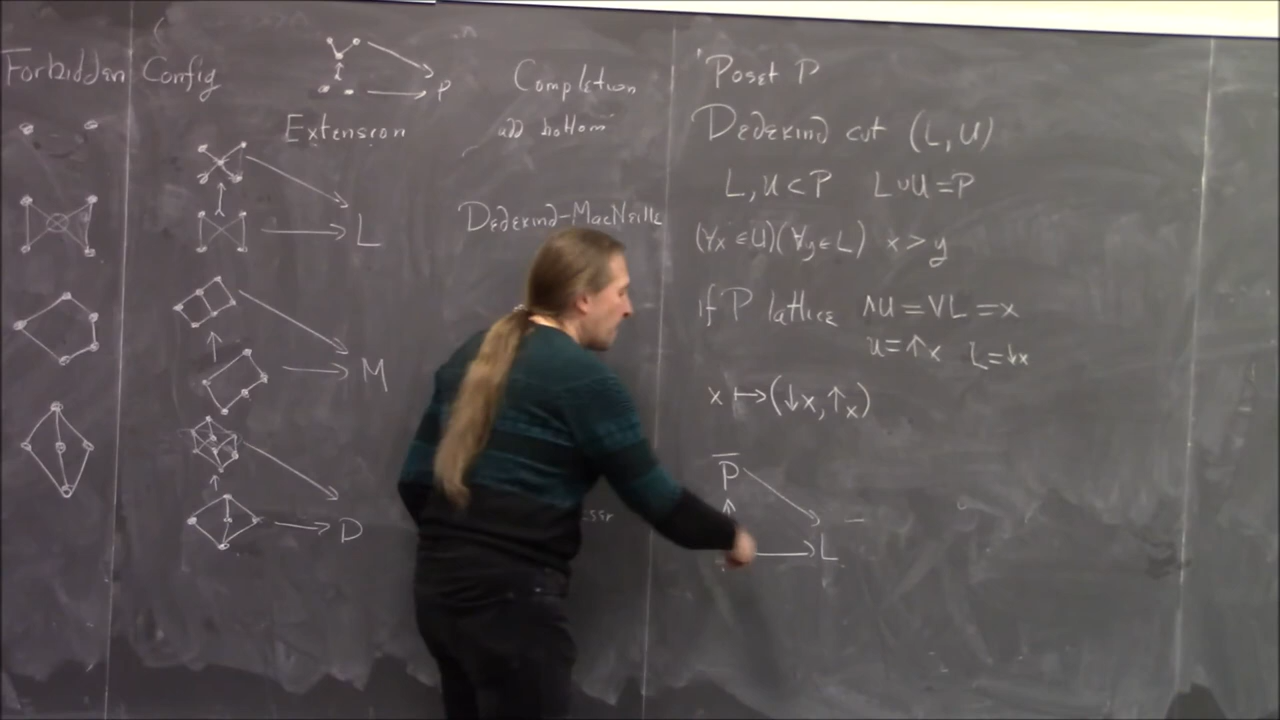 Forbidden Config
P
Extension
L
M
D
Completion
add bottom
Dedekind-MacNeille
Poset P
Dedekind cut (L, U)
L, U ⊂ P L ∪ U = P
(∀x ∈ U)(∀y ∈ L) x > y
if P lattice ∧U = ∨L = x
U = ↑x L = ↓x
x ↦ (↓x, ↑x)
P̅
L